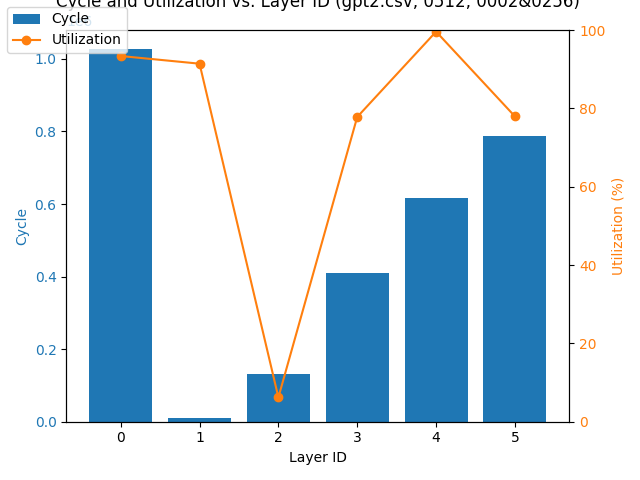 Cycle and Utilization vs. Layer ID (gpt2.csv, 0512, 0002&0256)
Cycle
Utilization
1.0
0.8
0.6
0.4
0.2
0.0
Cycle
100
80
60
40
20
0
Utilization (%)
0 1 2 3 4 5
Layer ID